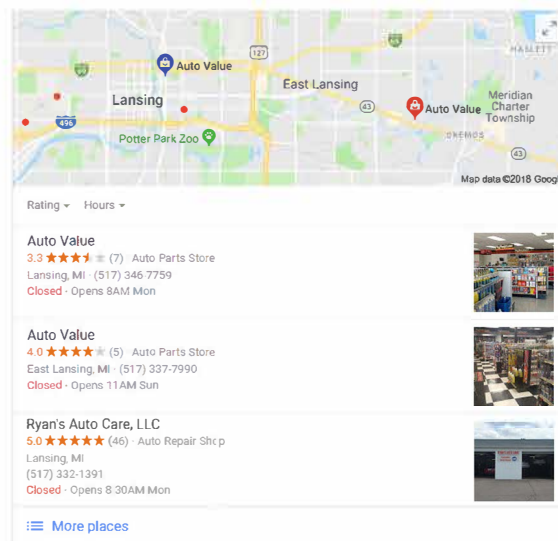 127
HASLETT
Auto Value
East Lansing
Lansing
Meridian
Charter
Township
43
Auto Value
496
Potter Park Zoo
OKEMOS
43
Map data ©2018 Googl
Rating Hours
Auto Value
3.3 (7) · Auto Parts Store
Lansing, MI · (517) 346-7759
Closed · Opens 8AM Mon
Auto Value
4.0 (5) · Auto Parts Store
East Lansing, MI · (517) 337-7990
Closed · Opens 11AM Sun
Ryan's Auto Care, LLC
5.0 (46) · Auto Repair Shop
Lansing, MI
(517) 332-1391
Closed · Opens 8:30AM Mon
More places